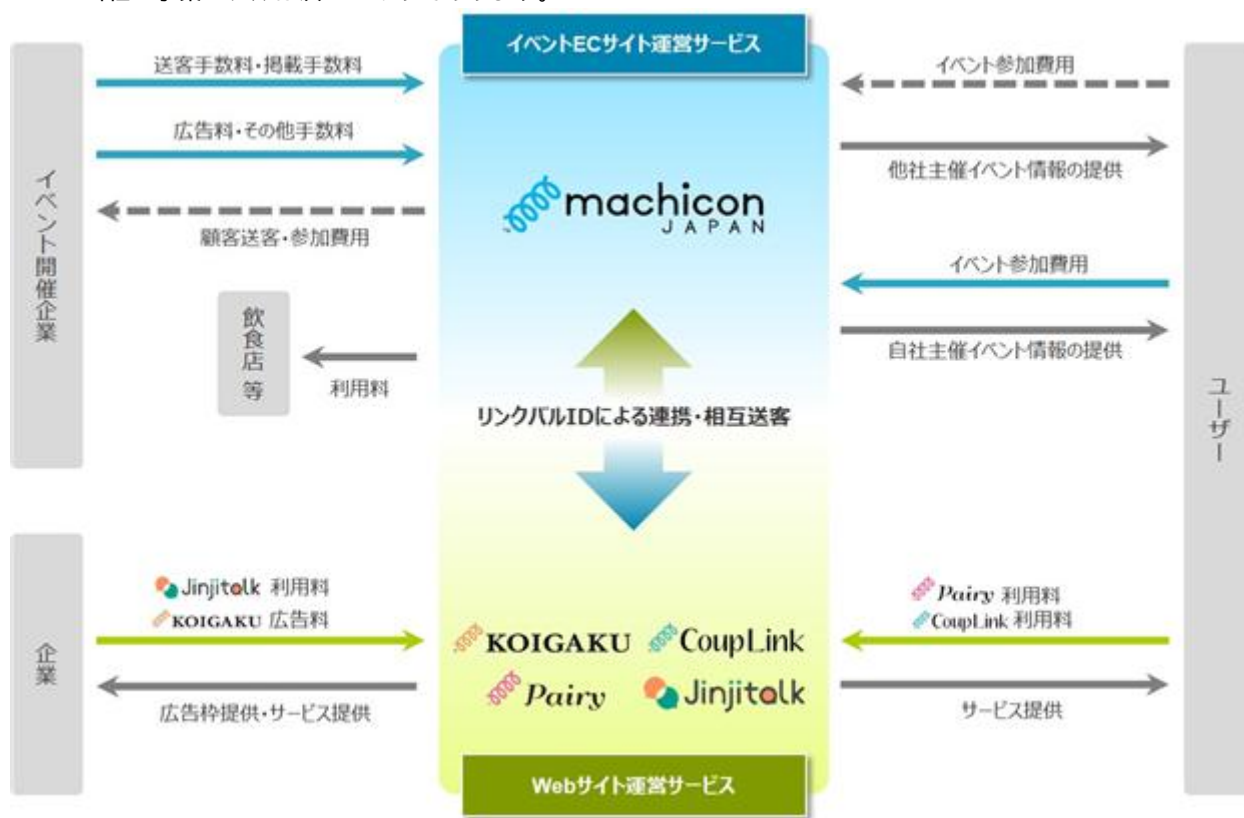 イベントECサイト運営サービス
送客手数料・掲載手数料
広告料・その他手数料
顧客送客・参加費用
イベント開催企業
飲食店 等
利用料
machicon
JAPAN
リンクバルIDによる連携・相互送客
イベント参加費用
他社主催イベント情報の提供
イベント参加費用
自社主催イベント情報の提供
ユーザー
企業
Jinjitalk 利用料
KOIGAKU 広告料
広告枠提供・サービス提供
KOIGAKU CoupLink
Pairy Jinjitalk
Pairy 利用料
CoupLink 利用料
サービス提供
Webサイト運営サービス